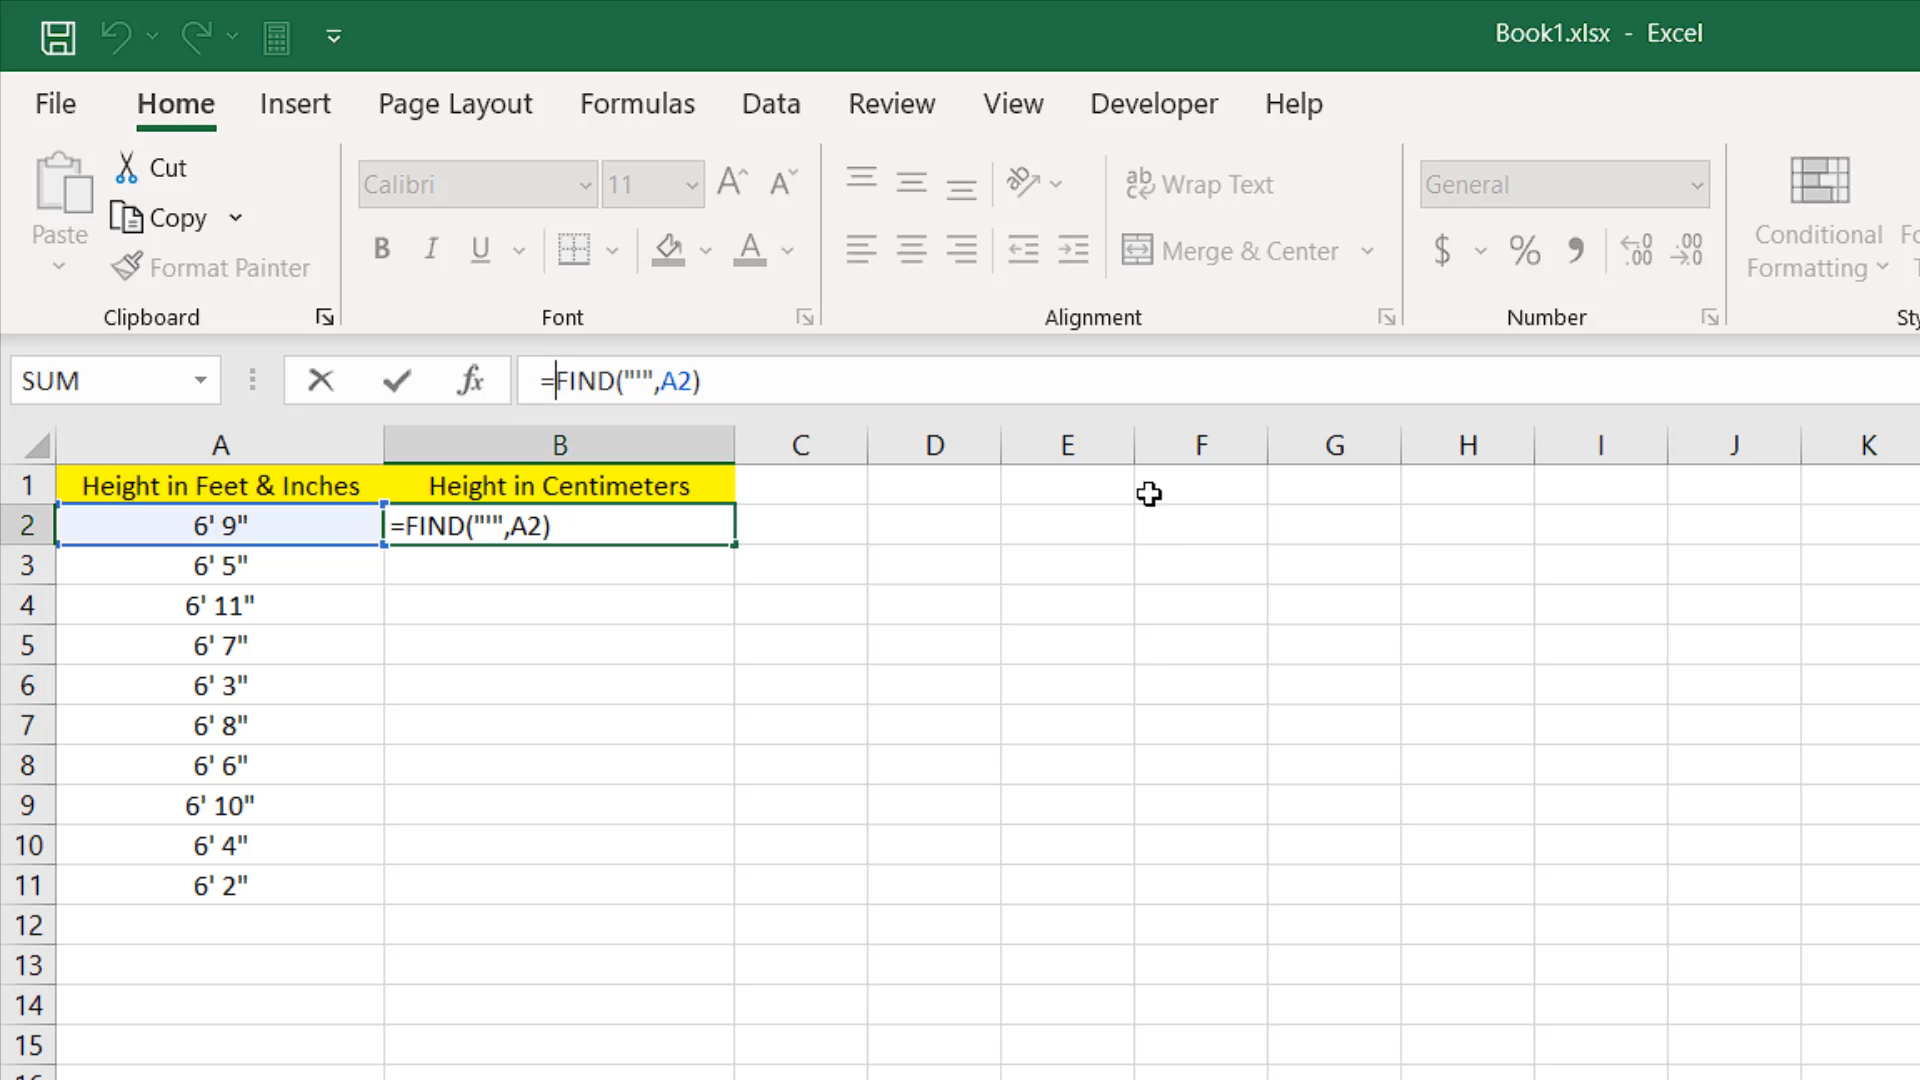 Book1.xlsx - Excel
File Home Insert Page Layout Formulas Data Review View Developer Help
Paste
Cut
Copy
Format Painter
Clipboard
Calibri 11
B I U
Font
Wrap Text
Merge & Center
Alignment
General
$ %
Number
Conditional
Formatting
SUM
fx =FIND("'",A2)
A B C D E F G H I J K
1 Height in Feet & Inches Height in Centimeters
2 6' 9" =FIND("'",A2)
3 6' 5"
4 6' 11"
5 6' 7"
6 6' 3"
7 6' 8"
8 6' 6"
9 6' 10"
10 6' 4"
11 6' 2"
12
13
14
15